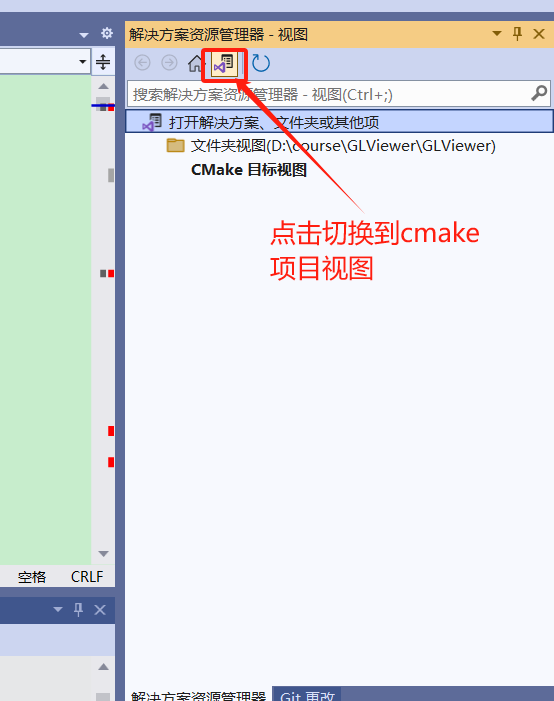 解决方案资源管理器 - 视图
搜索解决方案资源管理器 - 视图(Ctrl+;)
打开解决方案、文件夹或其他项
文件夹视图(D:\course\GLViewer\GLViewer)
CMake 目标视图
点击切换到cmake
项目视图
空格 CRLF
解决方案资源管理器 Git 更改